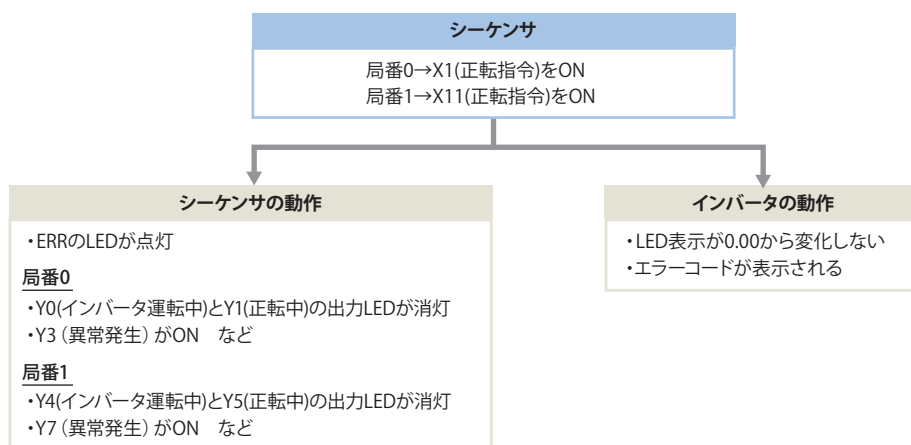 シーケンサ
局番0→X1(正転指令)をON
局番1→X11(正転指令)をON
シーケンサの動作
・ERRのLEDが点灯
局番0
・Y0(インバータ運転中)とY1(正転中)の出力LEDが消灯
・Y3（異常発生）がON　など
局番1
・Y4(インバータ運転中)とY5(正転中)の出力LEDが消灯
・Y7（異常発生）がON　など
インバータの動作
・LED表示が0.00から変化しない
・エラーコードが表示される